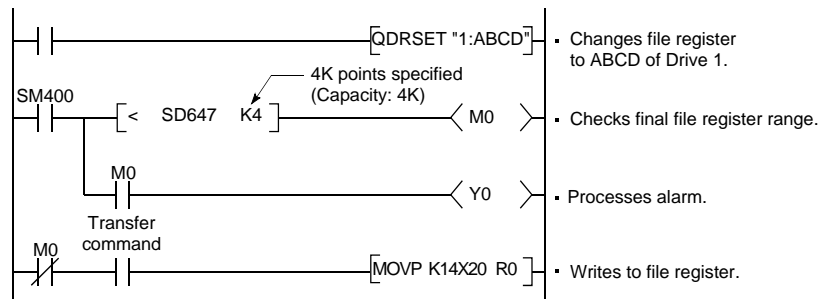 QDRSET "1:ABCD"
▪ Changes file register
to ABCD of Drive 1.
4K points specified
(Capacity: 4K)
SM400
< SD647 K4
M0
▪ Checks final file register range.
M0
Y0
▪ Processes alarm.
Transfer
command
M0
MOVP K14X20 R0
▪ Writes to file register.